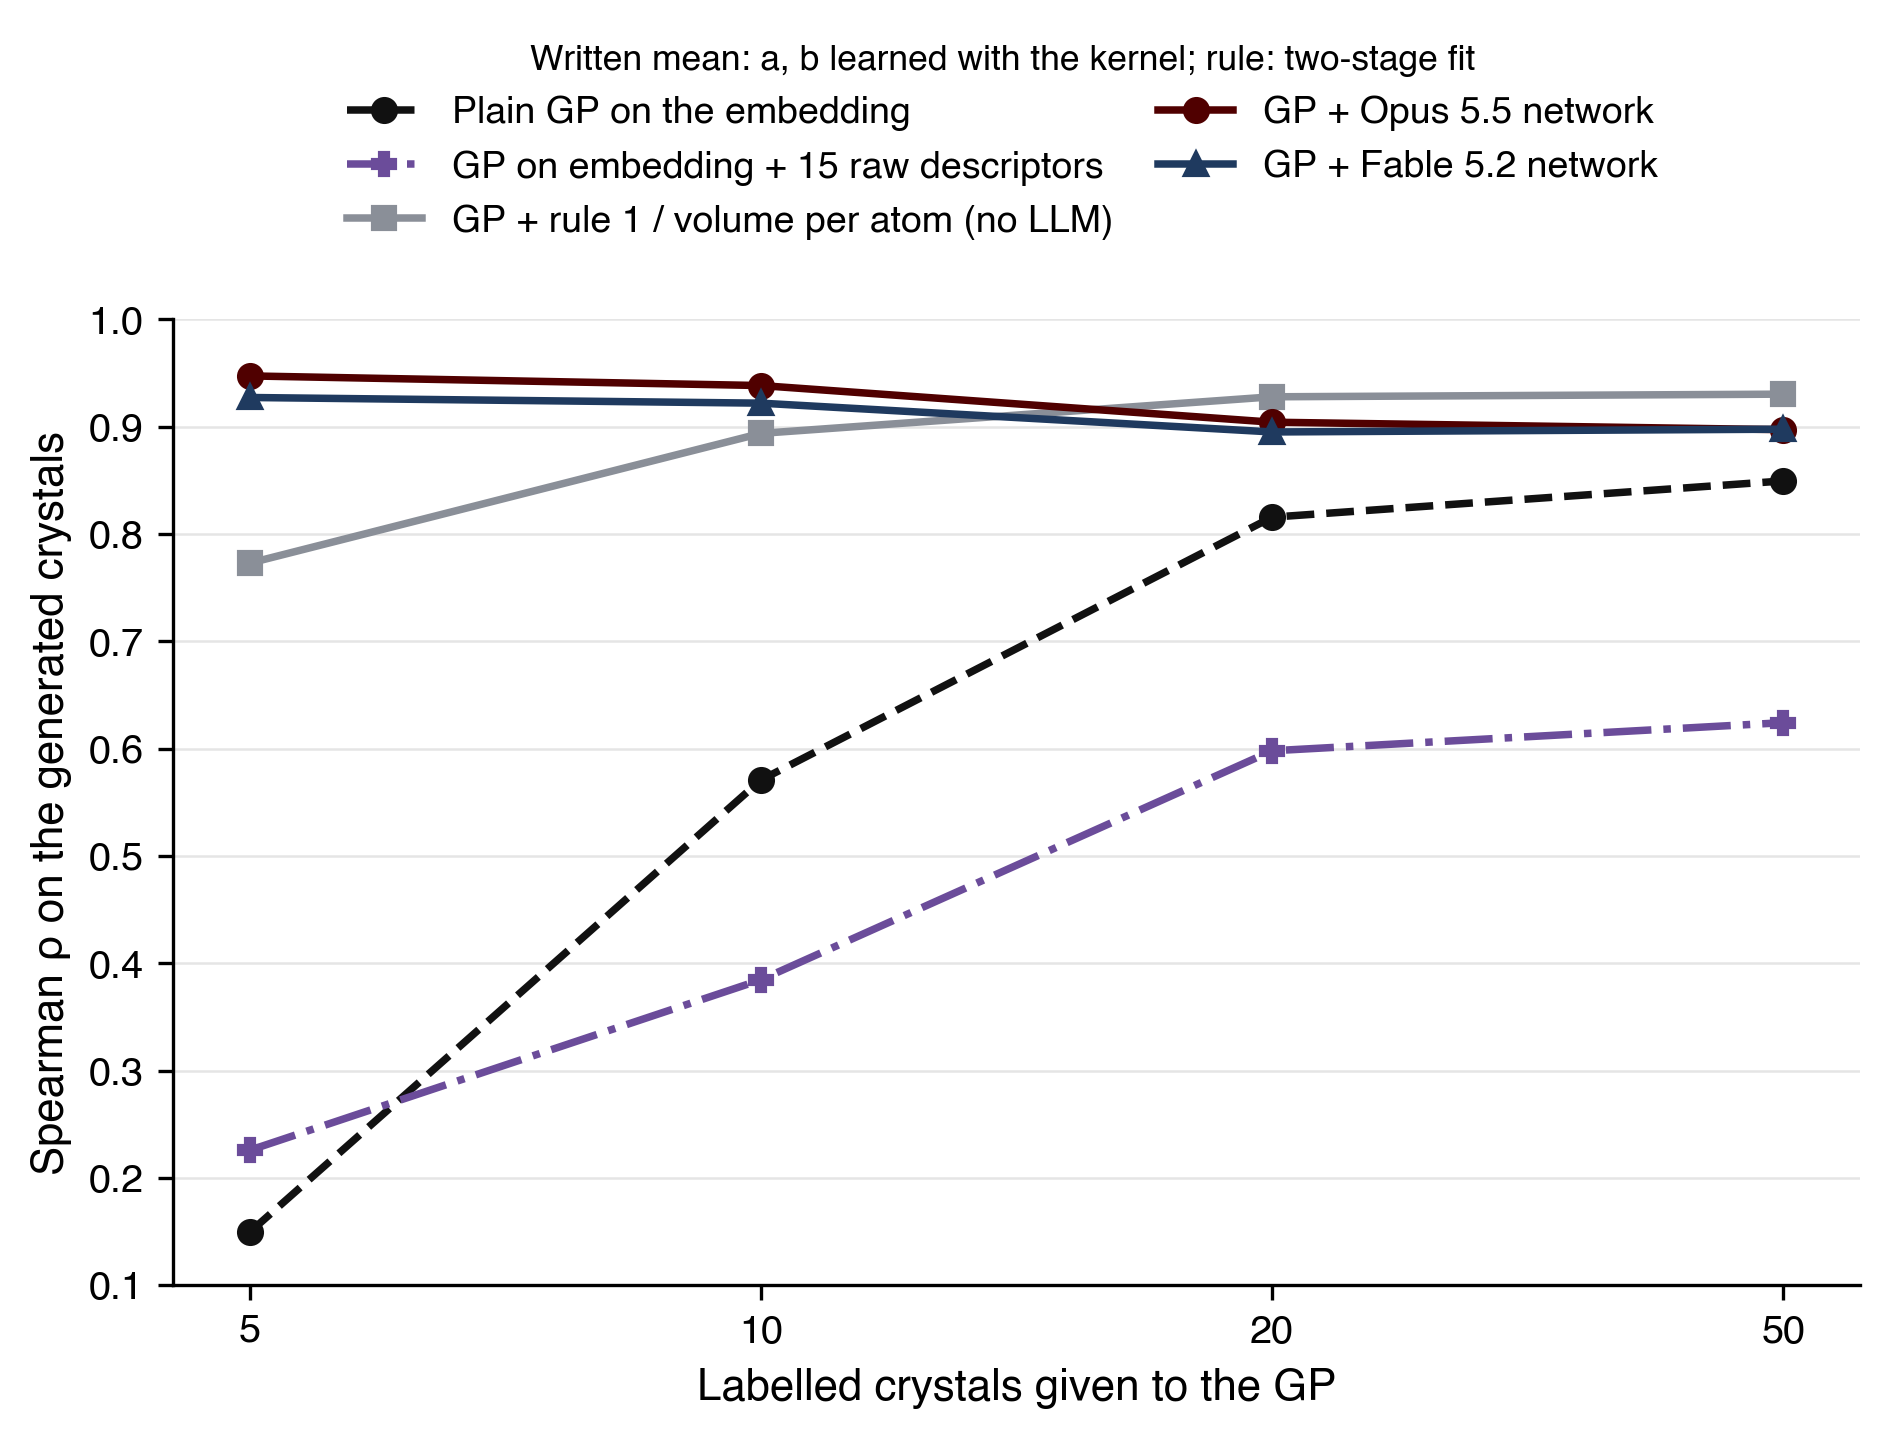 Written mean: a, b learned with the kernel; rule: two-stage fit
Plain GP on the embedding
GP on embedding + 15 raw descriptors
GP + rule 1 / volume per atom (no LLM)
GP + Opus 5.5 network
GP + Fable 5.2 network
Spearman ρ on the generated crystals
1.0
0.9
0.8
0.7
0.6
0.5
0.4
0.3
0.2
0.1
5 10 20 50
Labelled crystals given to the GP